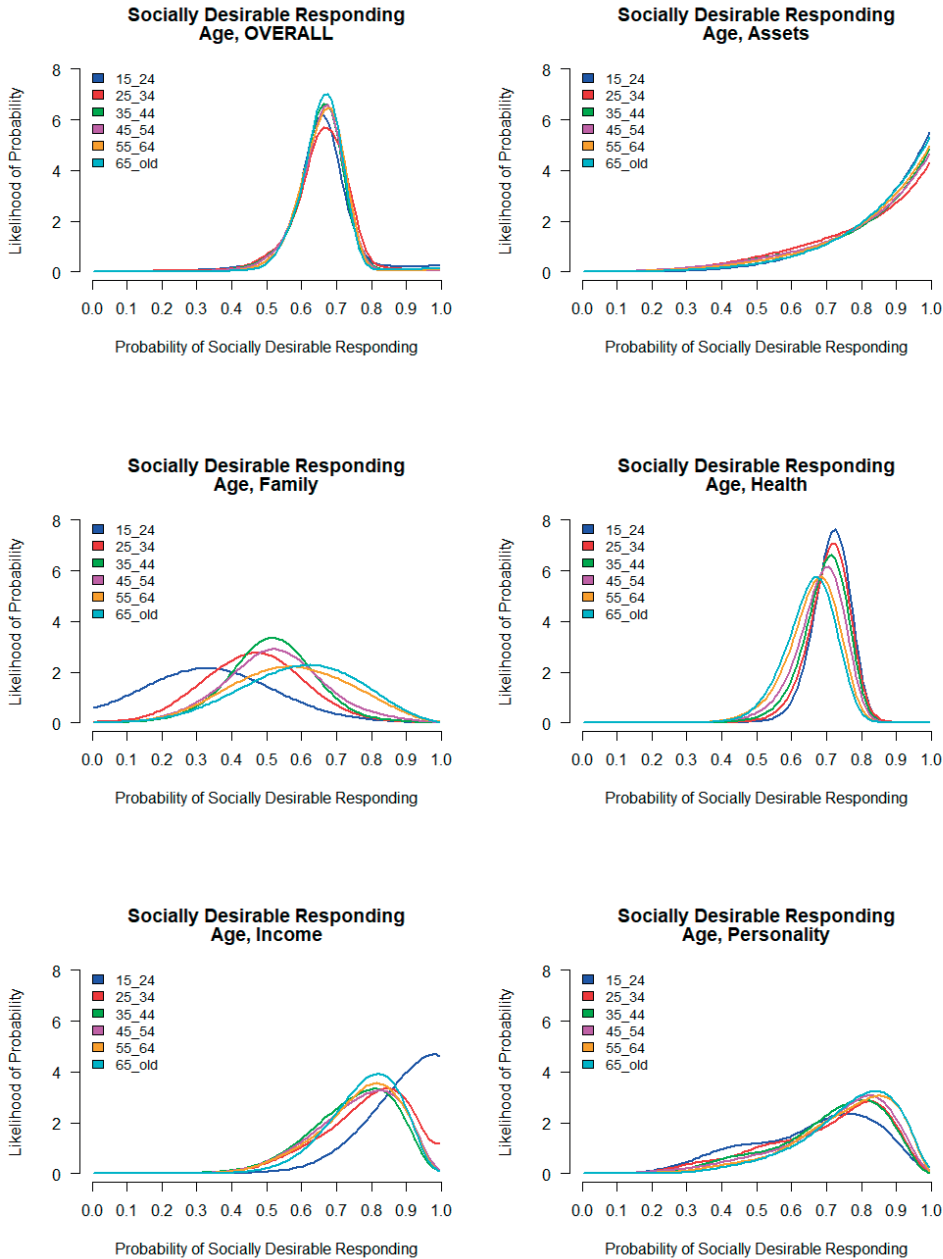 Socially Desirable Responding
Age, OVERALL
Likelihood of Probability
8
6
4
2
0
15_24
25_34
35_44
45_54
55_64
65_old
0.0 0.1 0.2 0.3 0.4 0.5 0.6 0.7 0.8 0.9 1.0
Probability of Socially Desirable Responding
Socially Desirable Responding
Age, Assets
Likelihood of Probability
8
6
4
2
0
15_24
25_34
35_44
45_54
55_64
65_old
0.0 0.1 0.2 0.3 0.4 0.5 0.6 0.7 0.8 0.9 1.0
Probability of Socially Desirable Responding
Socially Desirable Responding
Age, Family
Likelihood of Probability
8
6
4
2
0
15_24
25_34
35_44
45_54
55_64
65_old
0.0 0.1 0.2 0.3 0.4 0.5 0.6 0.7 0.8 0.9 1.0
Probability of Socially Desirable Responding
Socially Desirable Responding
Age, Health
Likelihood of Probability
8
6
4
2
0
15_24
25_34
35_44
45_54
55_64
65_old
0.0 0.1 0.2 0.3 0.4 0.5 0.6 0.7 0.8 0.9 1.0
Probability of Socially Desirable Responding
Socially Desirable Responding
Age, Income
Likelihood of Probability
8
6
4
2
0
15_24
25_34
35_44
45_54
55_64
65_old
0.0 0.1 0.2 0.3 0.4 0.5 0.6 0.7 0.8 0.9 1.0
Probability of Socially Desirable Responding
Socially Desirable Responding
Age, Personality
Likelihood of Probability
8
6
4
2
0
15_24
25_34
35_44
45_54
55_64
65_old
0.0 0.1 0.2 0.3 0.4 0.5 0.6 0.7 0.8 0.9 1.0
Probability of Socially Desirable Responding